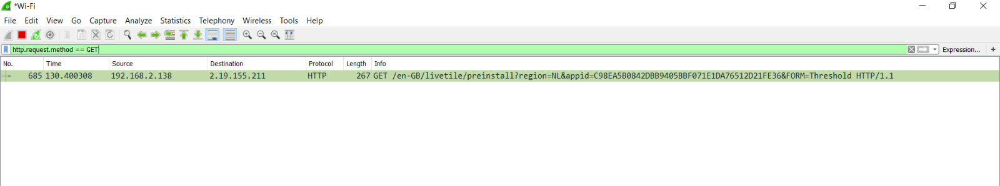 *Wi-Fi
File Edit View Go Capture Analyze Statistics Telephony Wireless Tools Help
http.request.method == GET Expression... +
No. Time Source Destination Protocol Length Info
685 130.400308 192.168.2.138 2.19.155.211 HTTP 267 GET /en-GB/livetile/preinstall?region=NL&appid=C98EA5B0842DBB9405BBF071E1DA76512D21FE36&FORM=Threshold HTTP/1.1